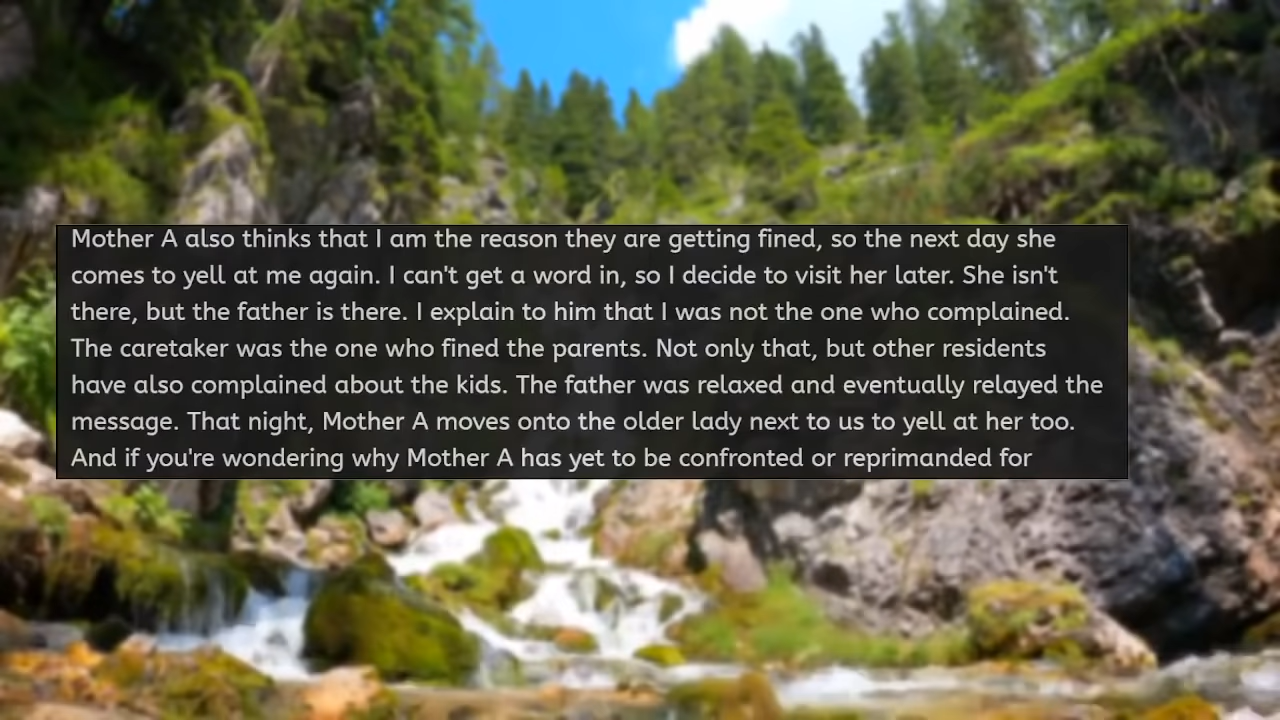 Mother A also thinks that I am the reason they are getting fined, so the next day she
comes to yell at me again. I can't get a word in, so I decide to visit her later. She isn't
there, but the father is there. I explain to him that I was not the one who complained.
The caretaker was the one who fined the parents. Not only that, but other residents
have also complained about the kids. The father was relaxed and eventually relayed the
message. That night, Mother A moves onto the older lady next to us to yell at her too.
And if you're wondering why Mother A has yet to be confronted or reprimanded for